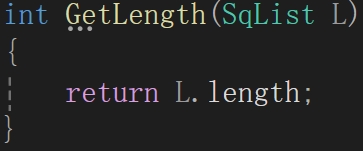 int GetLength(SqList L)
{
return L.length;
}